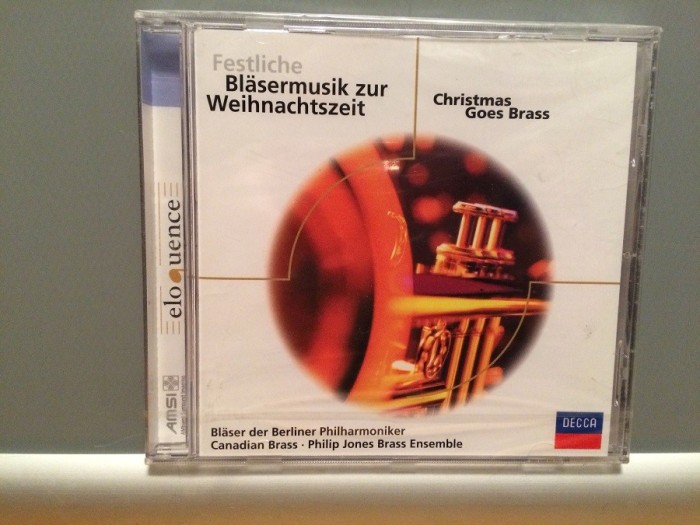 Festliche
Bläsermusik zur
Weihnachtszeit
Christmas
Goes Brass
eloquence
AMSI
Bläser der Berliner Philharmoniker
Canadian Brass · Philip Jones Brass Ensemble
DECCA